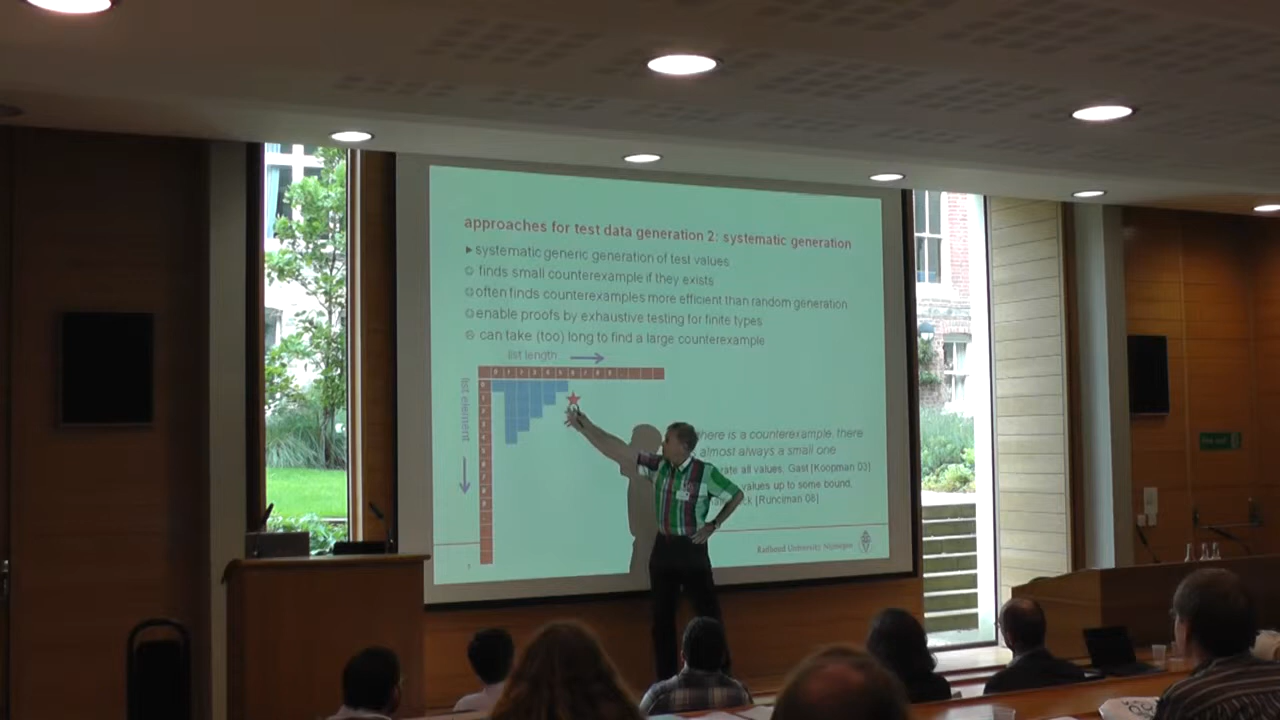 approaches for test data generation 2: systematic generation
systematic generic generation of test values
finds small counterexample if they exists
often finds counterexamples more efficient than random generation
enable proofs by exhaustive testing for finite types
can take (too) long to find a large counterexample
list length
list element
here is a counterexample, there
almost always a small one
rate all values, Gast [Koopman 03]
values up to some bound,
ck [Runciman 08]
Radboud University Nijmegen